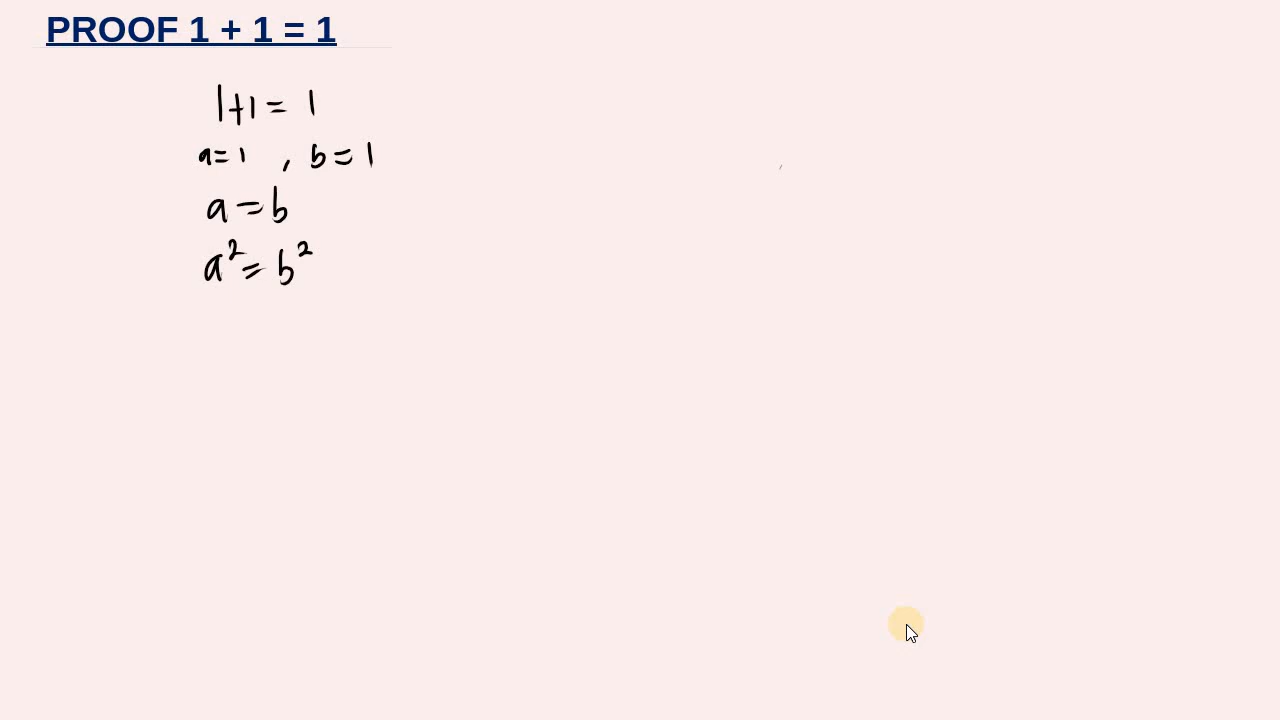 PROOF 1 + 1 = 1
1+1 = 1
a=1 , b=1
a=b
a²= b²